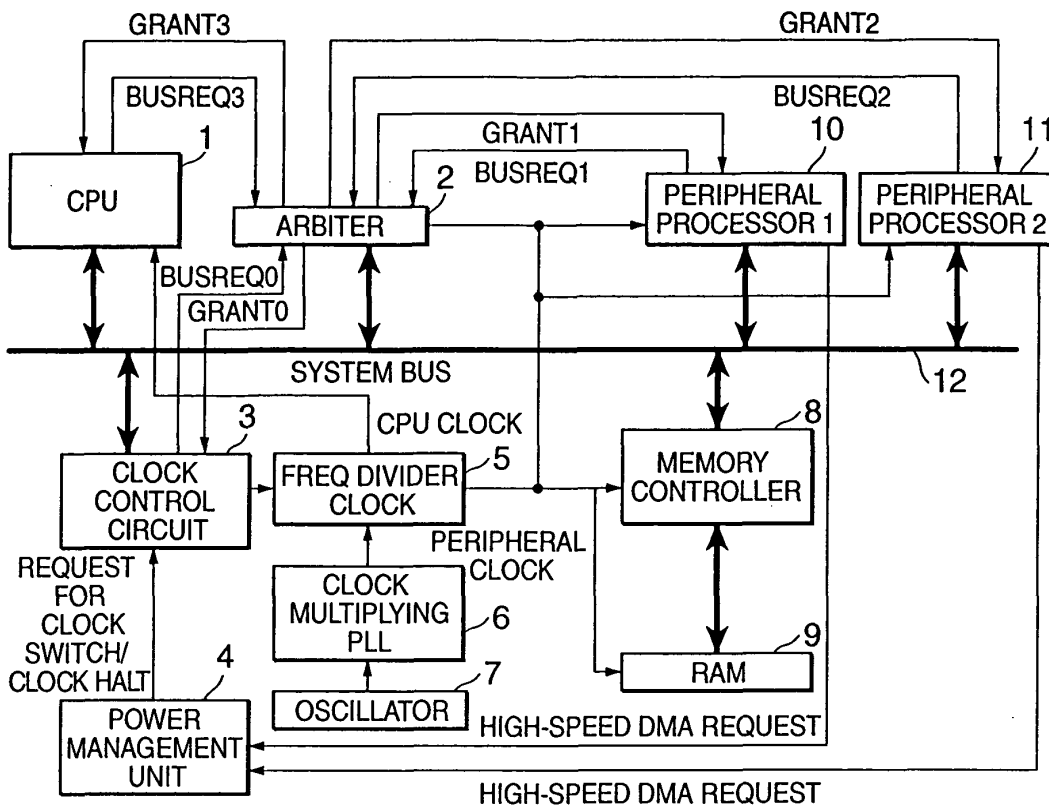 GRANT3
GRANT2
BUSREQ3
BUSREQ2
1
GRANT1
10
11
CPU
2
BUSREQ1
PERIPHERAL
PROCESSOR 1
PERIPHERAL
PROCESSOR 2
ARBITER
BUSREQ0
GRANT0
SYSTEM BUS
12
3
CPU CLOCK
8
CLOCK
CONTROL
CIRCUIT
5
FREQ DIVIDER
CLOCK
MEMORY
CONTROLLER
REQUEST
FOR
CLOCK
SWITCH/
CLOCK HALT
PERIPHERAL
CLOCK
CLOCK
MULTIPLYING
PLL
6
4
7
9
RAM
OSCILLATOR
POWER
MANAGEMENT
UNIT
HIGH-SPEED DMA REQUEST
HIGH-SPEED DMA REQUEST